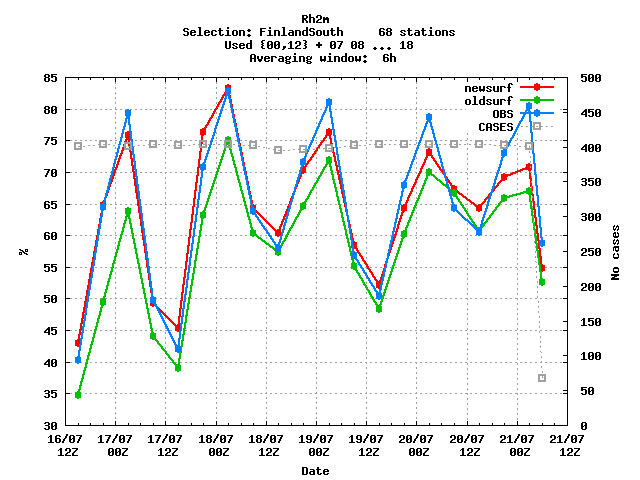 Rh2m
Selection: FinlandSouth 68 stations
Used {00,12} + 07 08 ... 18
Averaging window: 6h
85 500
80 450
75 400
70 350
65 300
60 250
55 200
50 150
45 100
40 50
35 0
30
newsurf
oldsurf
OBS
CASES
%
No cases
16/07 17/07 17/07 18/07 18/07 19/07 19/07 20/07 20/07 21/07 21/07
12Z 00Z 12Z 00Z 12Z 00Z 12Z 00Z 12Z 00Z 12Z
Date